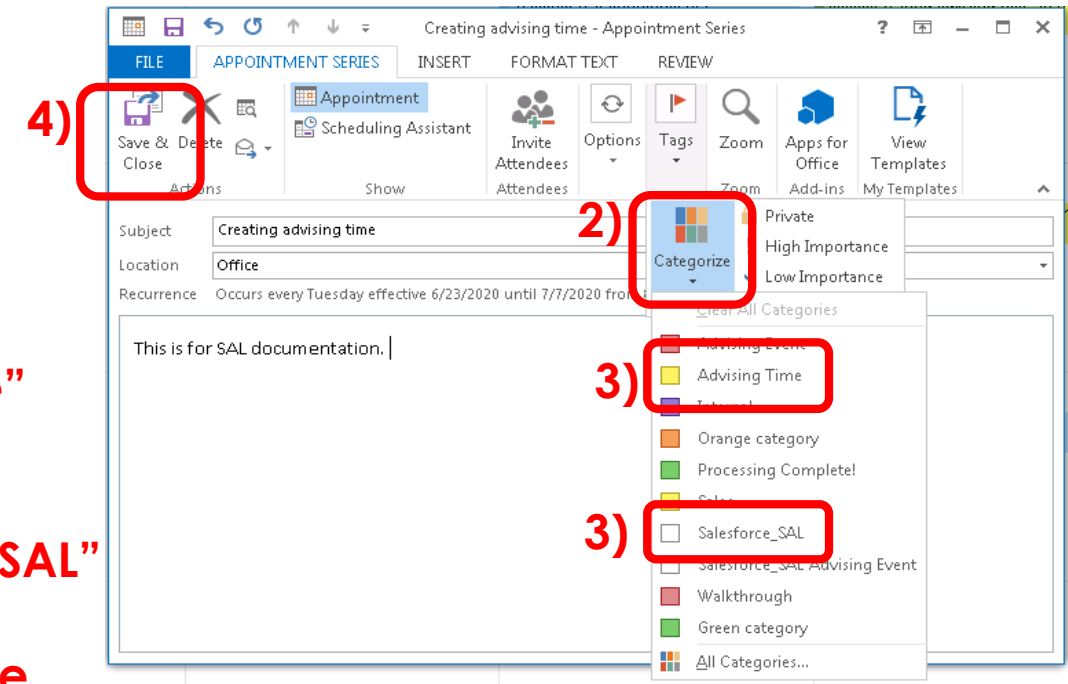 Creating advising time - Appointment Series
FILE APPOINTMENT SERIES INSERT FORMAT TEXT REVIEW
4)
Save & Close
Delete
Actions
Appointment
Scheduling Assistant
Show
Invite Attendees
Attendees
Options
Tags
Zoom
Zoom
Apps for Office
Add-ins
View Templates
My Templates
2)
Categorize
Private
High Importance
Low Importance
Subject Creating advising time
Location Office
Recurrence Occurs every Tuesday effective 6/23/2020 until 7/7/2020 from
This is for SAL documentation.
Clear All Categories
Advising Event
3)
Advising Time
Internal
Orange category
Processing Complete!
Sales
3)
Salesforce_SAL
Salesforce_SAL Advising Event
Walkthrough
Green category
All Categories...
SAL”